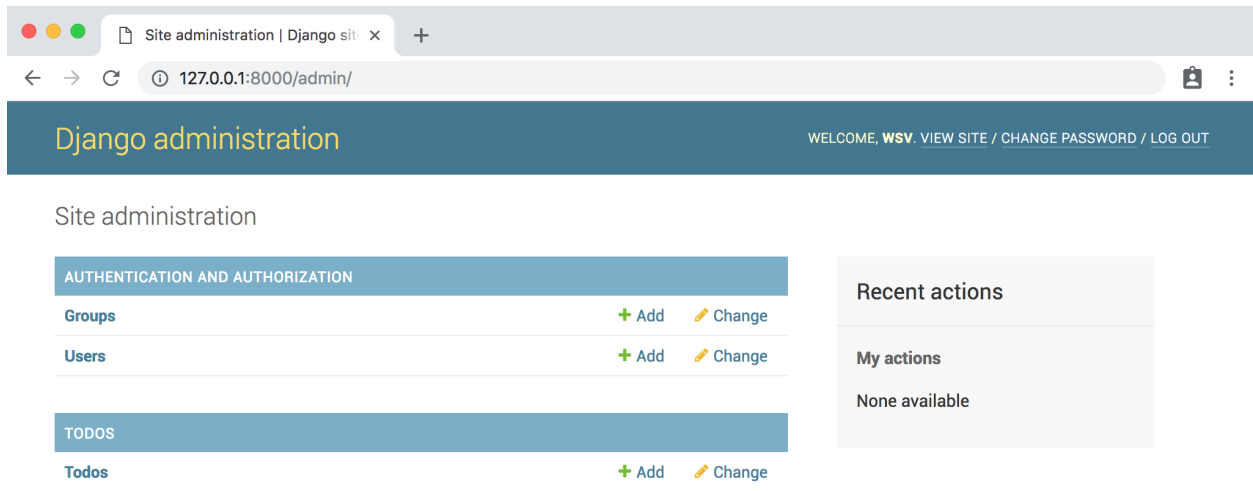 Site administration | Django sit
127.0.0.1:8000/admin/
Django administration
WELCOME, WSV. VIEW SITE / CHANGE PASSWORD / LOG OUT
Site administration
AUTHENTICATION AND AUTHORIZATION
Groups Add Change
Users Add Change
TODOS
Todos Add Change
Recent actions
My actions
None available